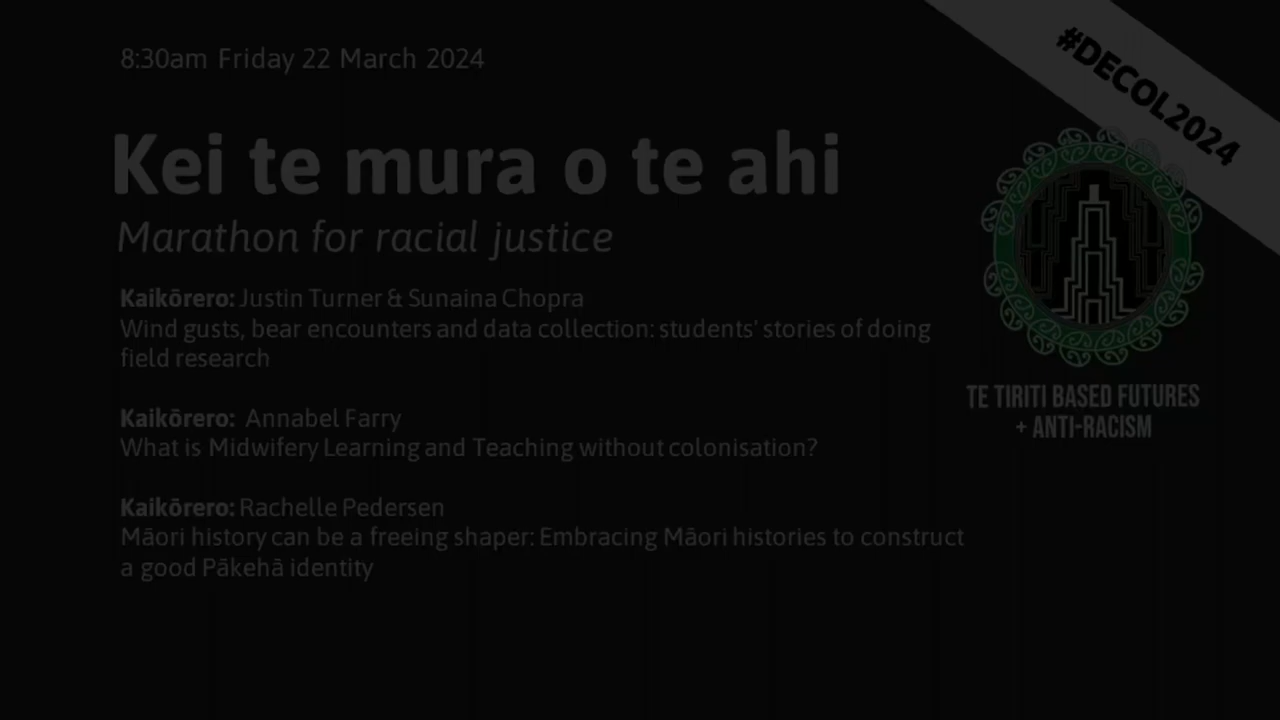 8:30am Friday 22 March 2024
#DECOL2024
Kei te mura o te ahi
Marathon for racial justice
Kaikōrero: Justin Turner & Sunaina Chopra
Wind gusts, bear encounters and data collection: students' stories of doing
field research
Kaikōrero: Annabel Farry
What is Midwifery Learning and Teaching without colonisation?
Kaikōrero: Rachelle Pedersen
Māori history can be a freeing shaper: Embracing Māori histories to construct
a good Pākehā identity
TE TIRITI BASED FUTURES
+ ANTI-RACISM